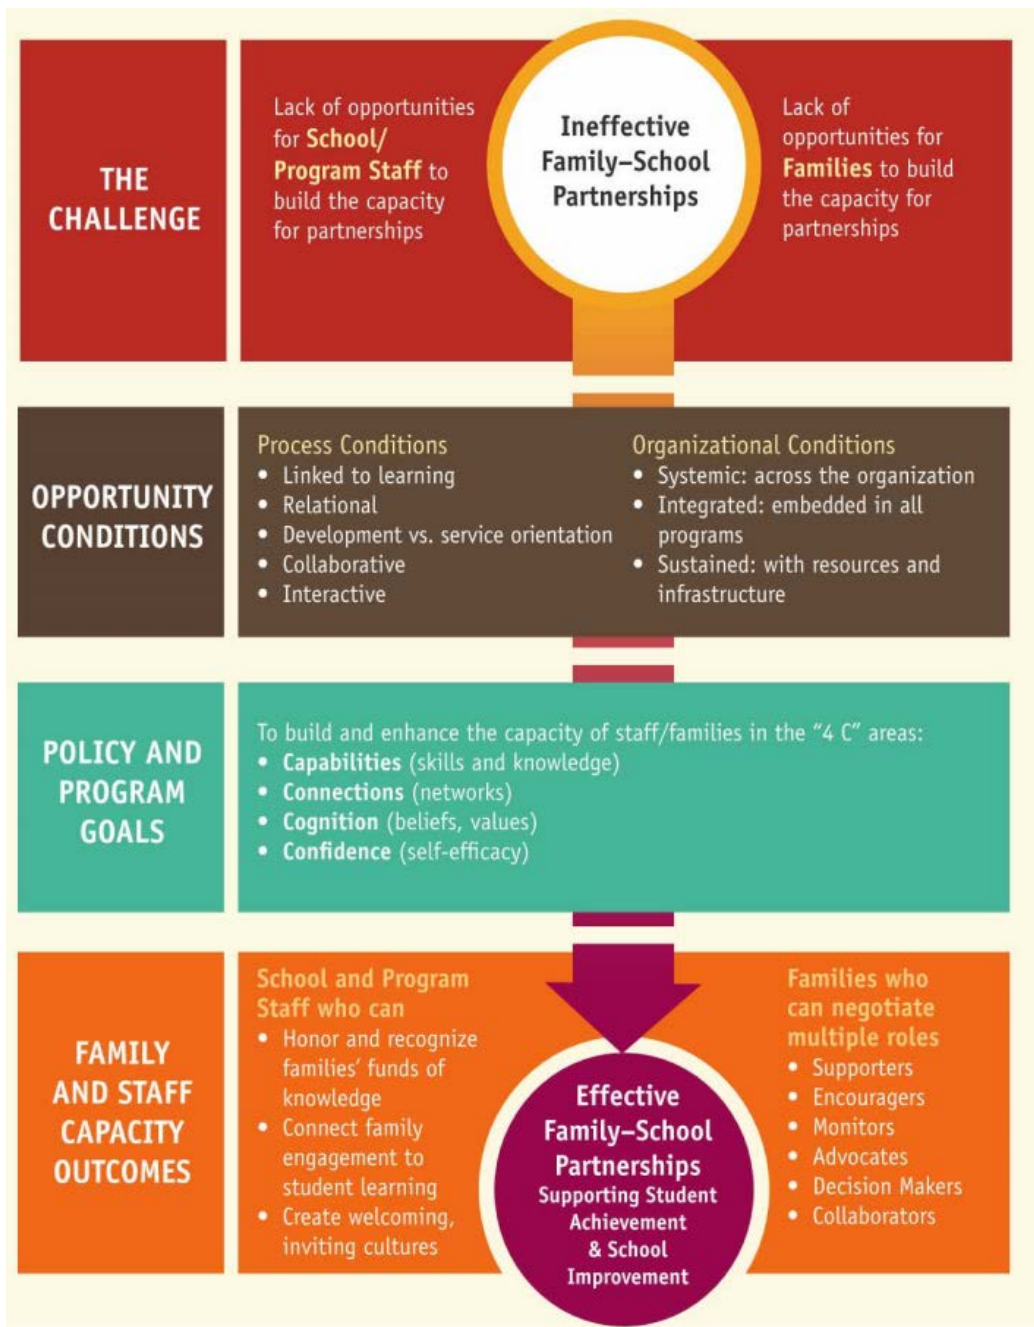 THE
CHALLENGE
Lack of opportunities
for School/
Program Staff to
build the capacity
for partnerships
Ineffective
Family–School
Partnerships
Lack of
opportunities for
Families to build
the capacity for
partnerships
OPPORTUNITY
CONDITIONS
Process Conditions
• Linked to learning
• Relational
• Development vs. service orientation
• Collaborative
• Interactive
Organizational Conditions
• Systemic: across the organization
• Integrated: embedded in all
programs
• Sustained: with resources and
infrastructure
POLICY AND
PROGRAM
GOALS
To build and enhance the capacity of staff/families in the “4 C” areas:
• Capabilities (skills and knowledge)
• Connections (networks)
• Cognition (beliefs, values)
• Confidence (self-efficacy)
FAMILY
AND STAFF
CAPACITY
OUTCOMES
School and Program
Staff who can
• Honor and recognize
families’ funds of
knowledge
• Connect family
engagement to
student learning
• Create welcoming,
inviting cultures
Effective
Family–School
Partnerships
Supporting Student
Achievement
& School
Improvement
Families who
can negotiate
multiple roles
• Supporters
• Encouragers
• Monitors
• Advocates
• Decision Makers
• Collaborators